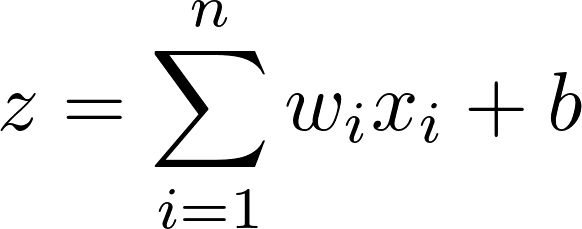 z = \sum_{i=1}^{n} w_i x_i + b